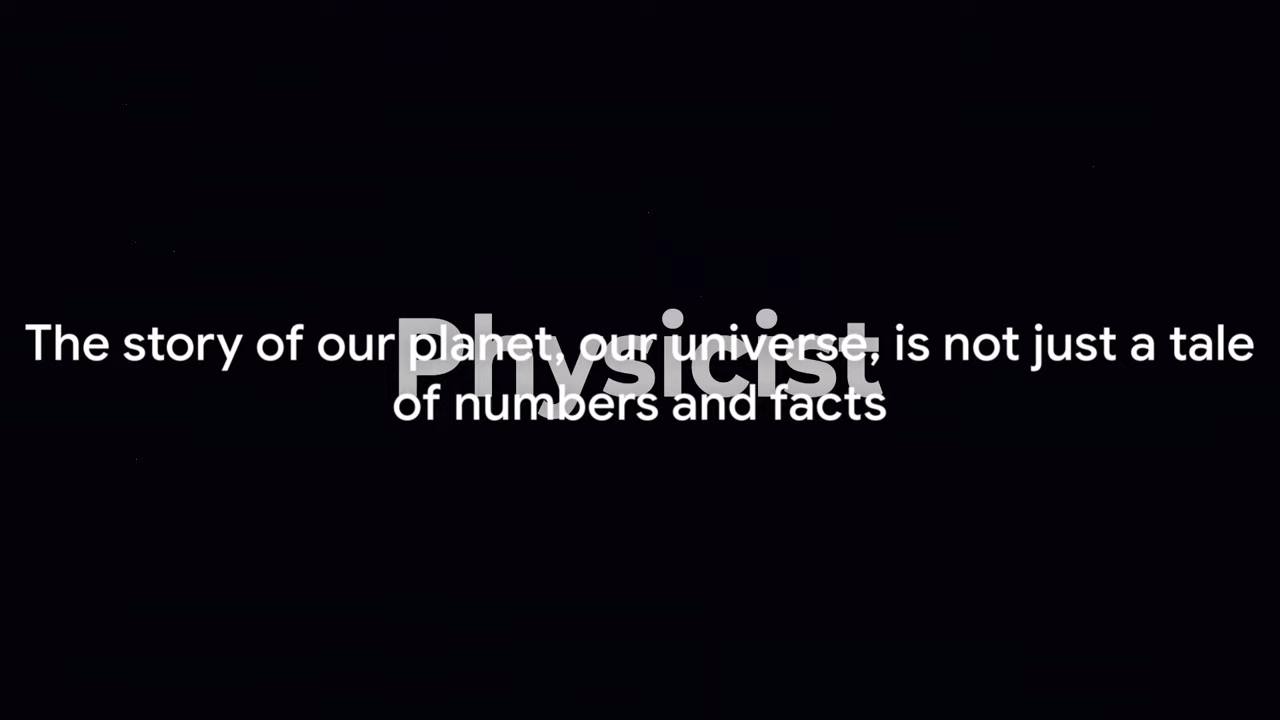 The story of our planet, our universe, is not just a tale
of numbers and facts
Physicist